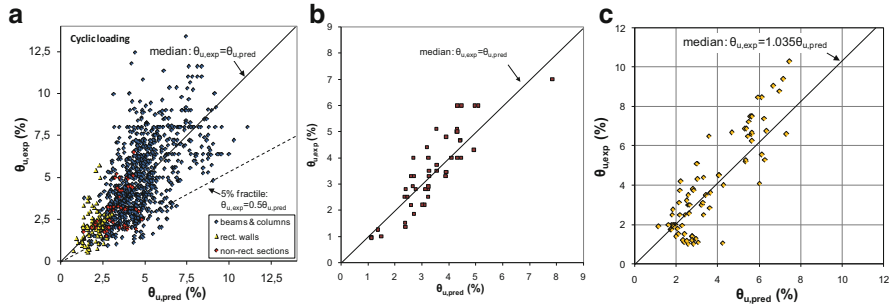 a
Cyclic loading
median: θu,exp=θu,pred
12,5
10
7,5
5
2,5
0
θu,exp (%)
5% fractile:
θu,exp=0.5θu,pred
beams & columns
rect. walls
non-rect. sections
0 2,5 5 7,5 10 12,5
θu,pred (%)
b
median: θu,exp=θu,pred
9
8
7
6
5
4
3
2
1
0
θu,exp (%)
0 1 2 3 4 5 6 7 8 9
θu,pred (%)
c
median: θu,exp=1.035θu,pred
12
10
8
6
4
2
0
θu,exp (%)
0 2 4 6 8 10 12
θu,pred (%)